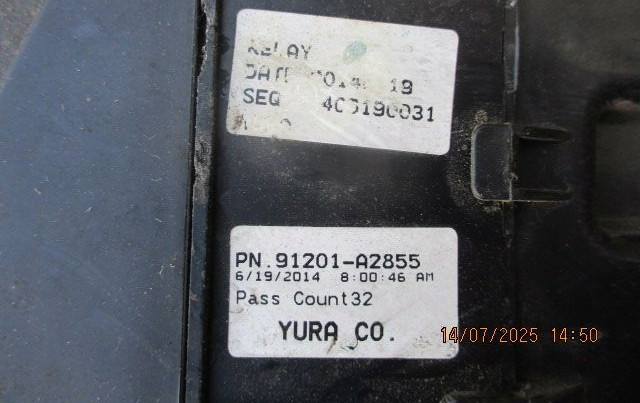 RELAY
DATE
19
SEQ
PN.91201-A2855
6/19/2014 8:00:46 AM
Pass Count32
YURA CO.
14/07/2025 14:50